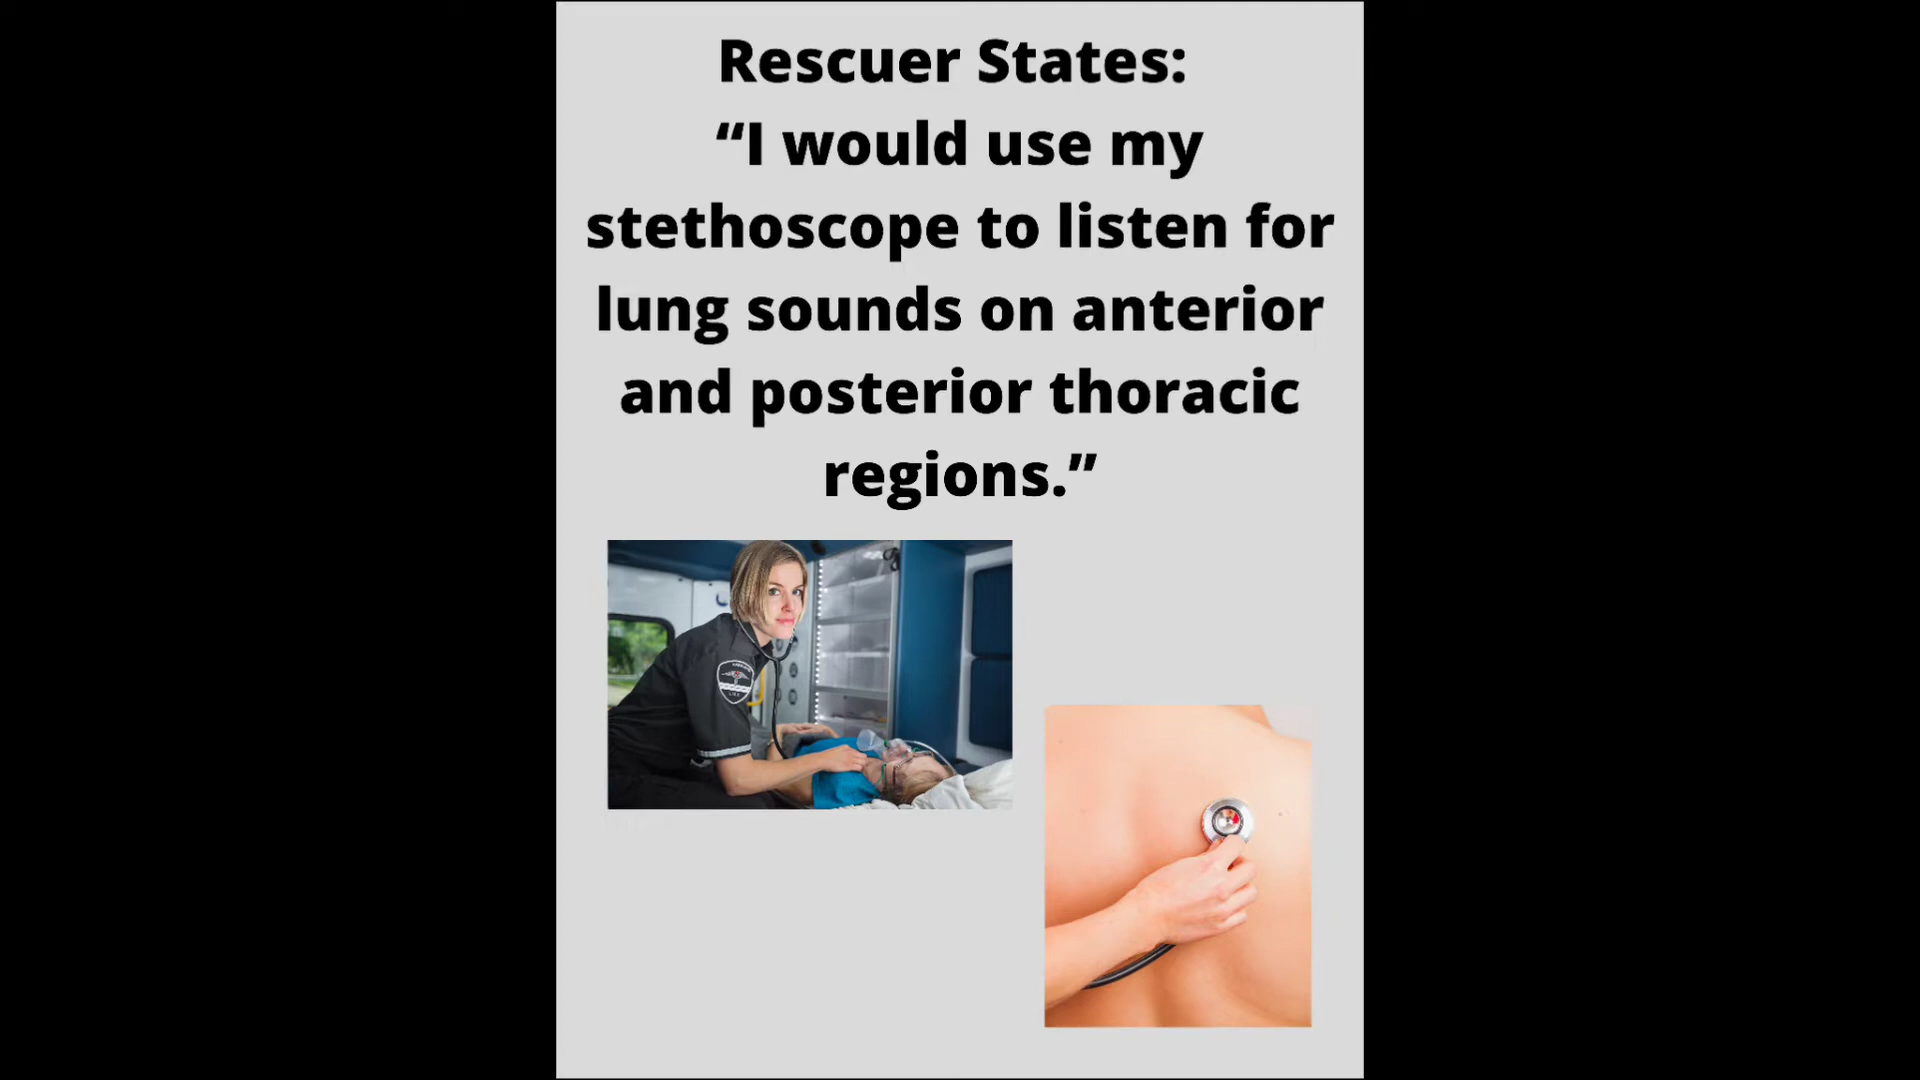 Rescuer States:
“I would use my
stethoscope to listen for
lung sounds on anterior
and posterior thoracic
regions.”